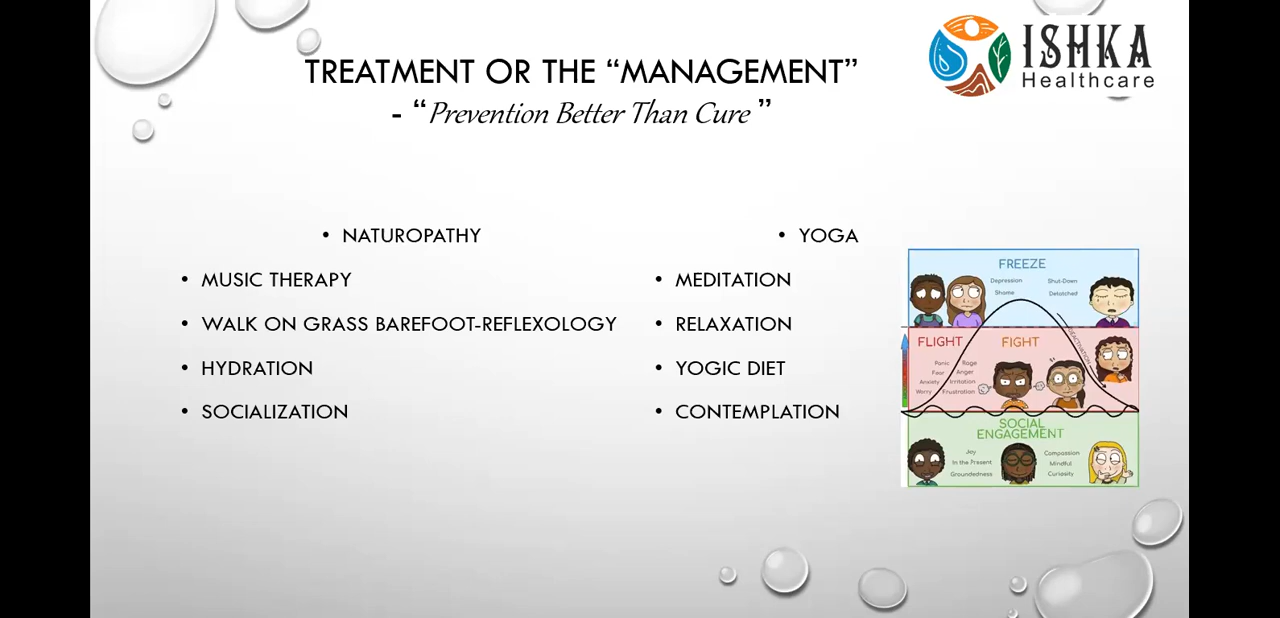 TREATMENT OR THE “MANAGEMENT”
- “Prevention Better Than Cure ”
ISHKA
Healthcare
• NATUROPATHY
• MUSIC THERAPY
• WALK ON GRASS BAREFOOT-REFLEXOLOGY
• HYDRATION
• SOCIALIZATION
• YOGA
• MEDITATION
• RELAXATION
• YOGIC DIET
• CONTEMPLATION
FREEZE
Depression
Shame
Shut-Down
Detatched
FLIGHT
Panic
Fear
Anxiety
Worry
FIGHT
Rage
Anger
Irritation
Frustration
SOCIAL
ENGAGEMENT
Joy
In the Present
Groundedness
Compassion
Mindful
Curiosity